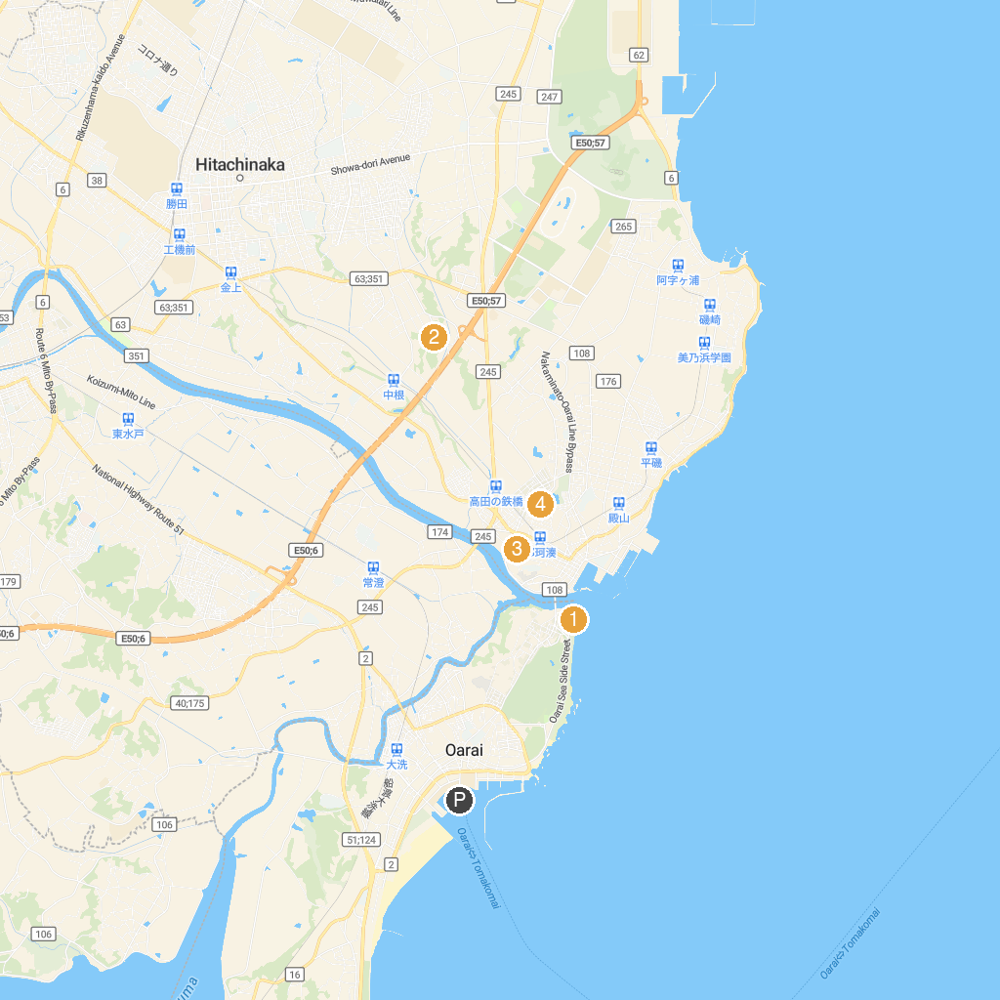 Rikuzenhama-kaido Avenue
コロナ通り
62
245
247
E50;57
Hitachinaka
Showa-dori Avenue
38
6
6
勝田
265
工機前
金上
63;351
阿字ヶ浦
6
63;351
E50;57
磯崎
53
63
2
美乃浜学園
351
Route 6 Mito By-Pass
108
245
176
Koizumi-Mito Line
中根
Nakaminato-Oarai Line Bypass
東水戸
平磯
Mito By-Pass
National Highway Route 51
高田の鉄橋
4
殿山
174
245
3
珂湊
E50;6
常澄
179
108
245
1
E50;6
2
Oarai Sea Side Street
40;175
Oarai
大洗
P
106
51;124
2
Oarai⇔Tomakomai
106
Oarai⇔Tomakomai
16